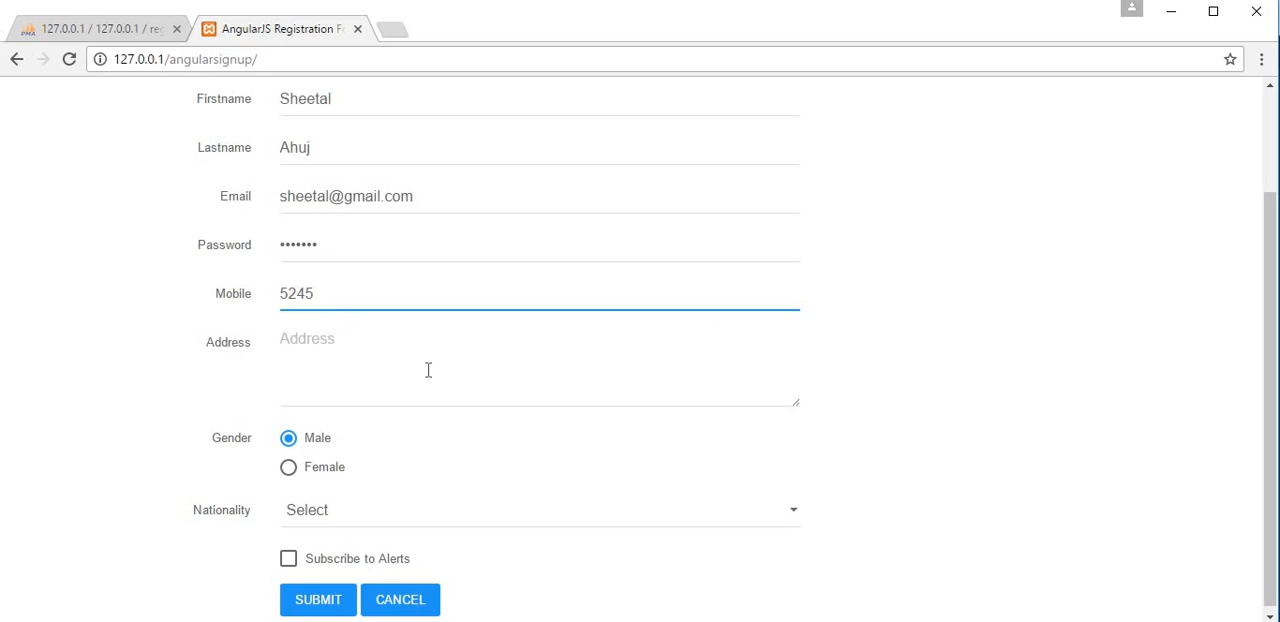 127.0.0.1 / 127.0.0.1 / reg
AngularJS Registration F
127.0.0.1/angularsignup/
Firstname Sheetal
Lastname Ahuj
Email sheetal@gmail.com
Password •••••••
Mobile 5245
Address Address
Gender Male
Female
Nationality Select
Subscribe to Alerts
SUBMIT CANCEL